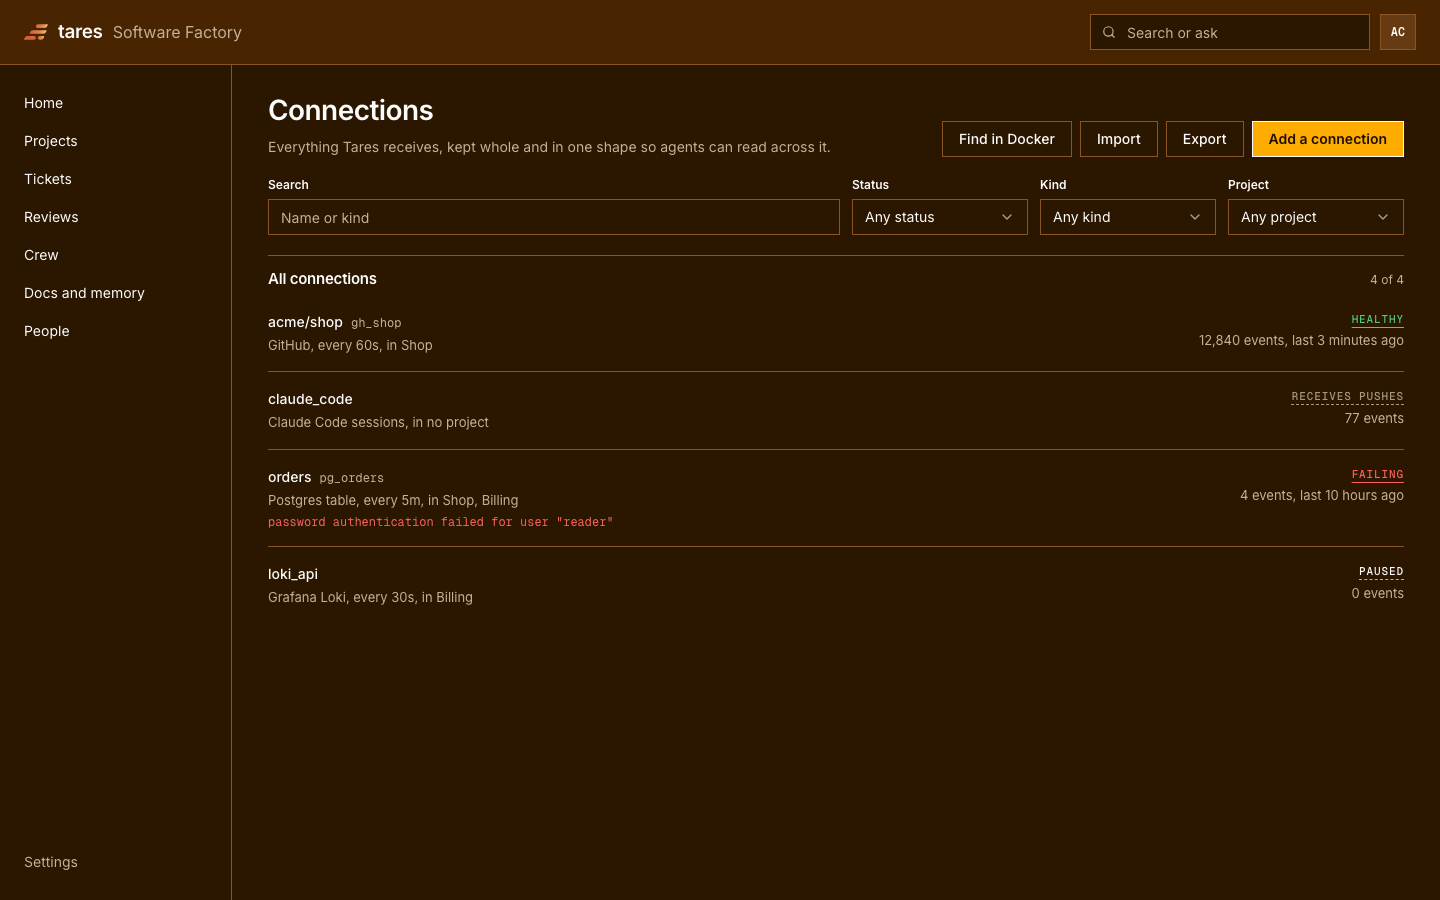 tares Software Factory
Search or ask
AC
Home
Projects
Tickets
Reviews
Crew
Docs and memory
People
Settings
Connections
Everything Tares receives, kept whole and in one shape so agents can read across it.
Find in Docker
Import
Export
Add a connection
Search
Status
Kind
Project
Name or kind
Any status
Any kind
Any project
All connections
4 of 4
acme/shop gh_shop
HEALTHY
GitHub, every 60s, in Shop
12,840 events, last 3 minutes ago
claude_code
RECEIVES PUSHES
Claude Code sessions, in no project
77 events
orders pg_orders
FAILING
Postgres table, every 5m, in Shop, Billing
4 events, last 10 hours ago
password authentication failed for user "reader"
loki_api
PAUSED
Grafana Loki, every 30s, in Billing
0 events